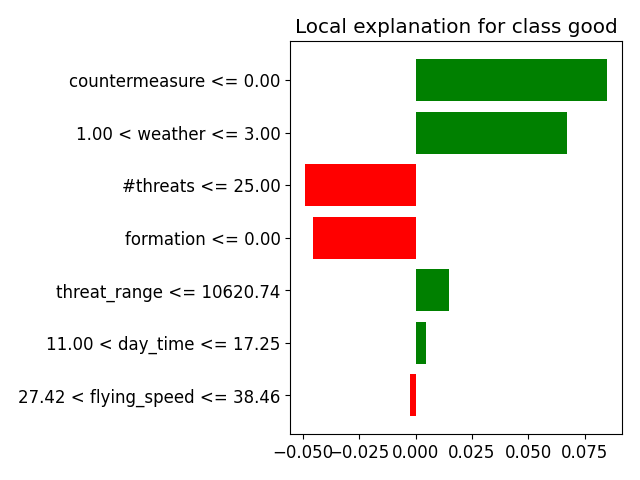 Local explanation for class good
countermeasure <= 0.00
1.00 < weather <= 3.00
#threats <= 25.00
formation <= 0.00
threat_range <= 10620.74
11.00 < day_time <= 17.25
27.42 < flying_speed <= 38.46
−0.050 −0.025 0.000 0.025 0.050 0.075